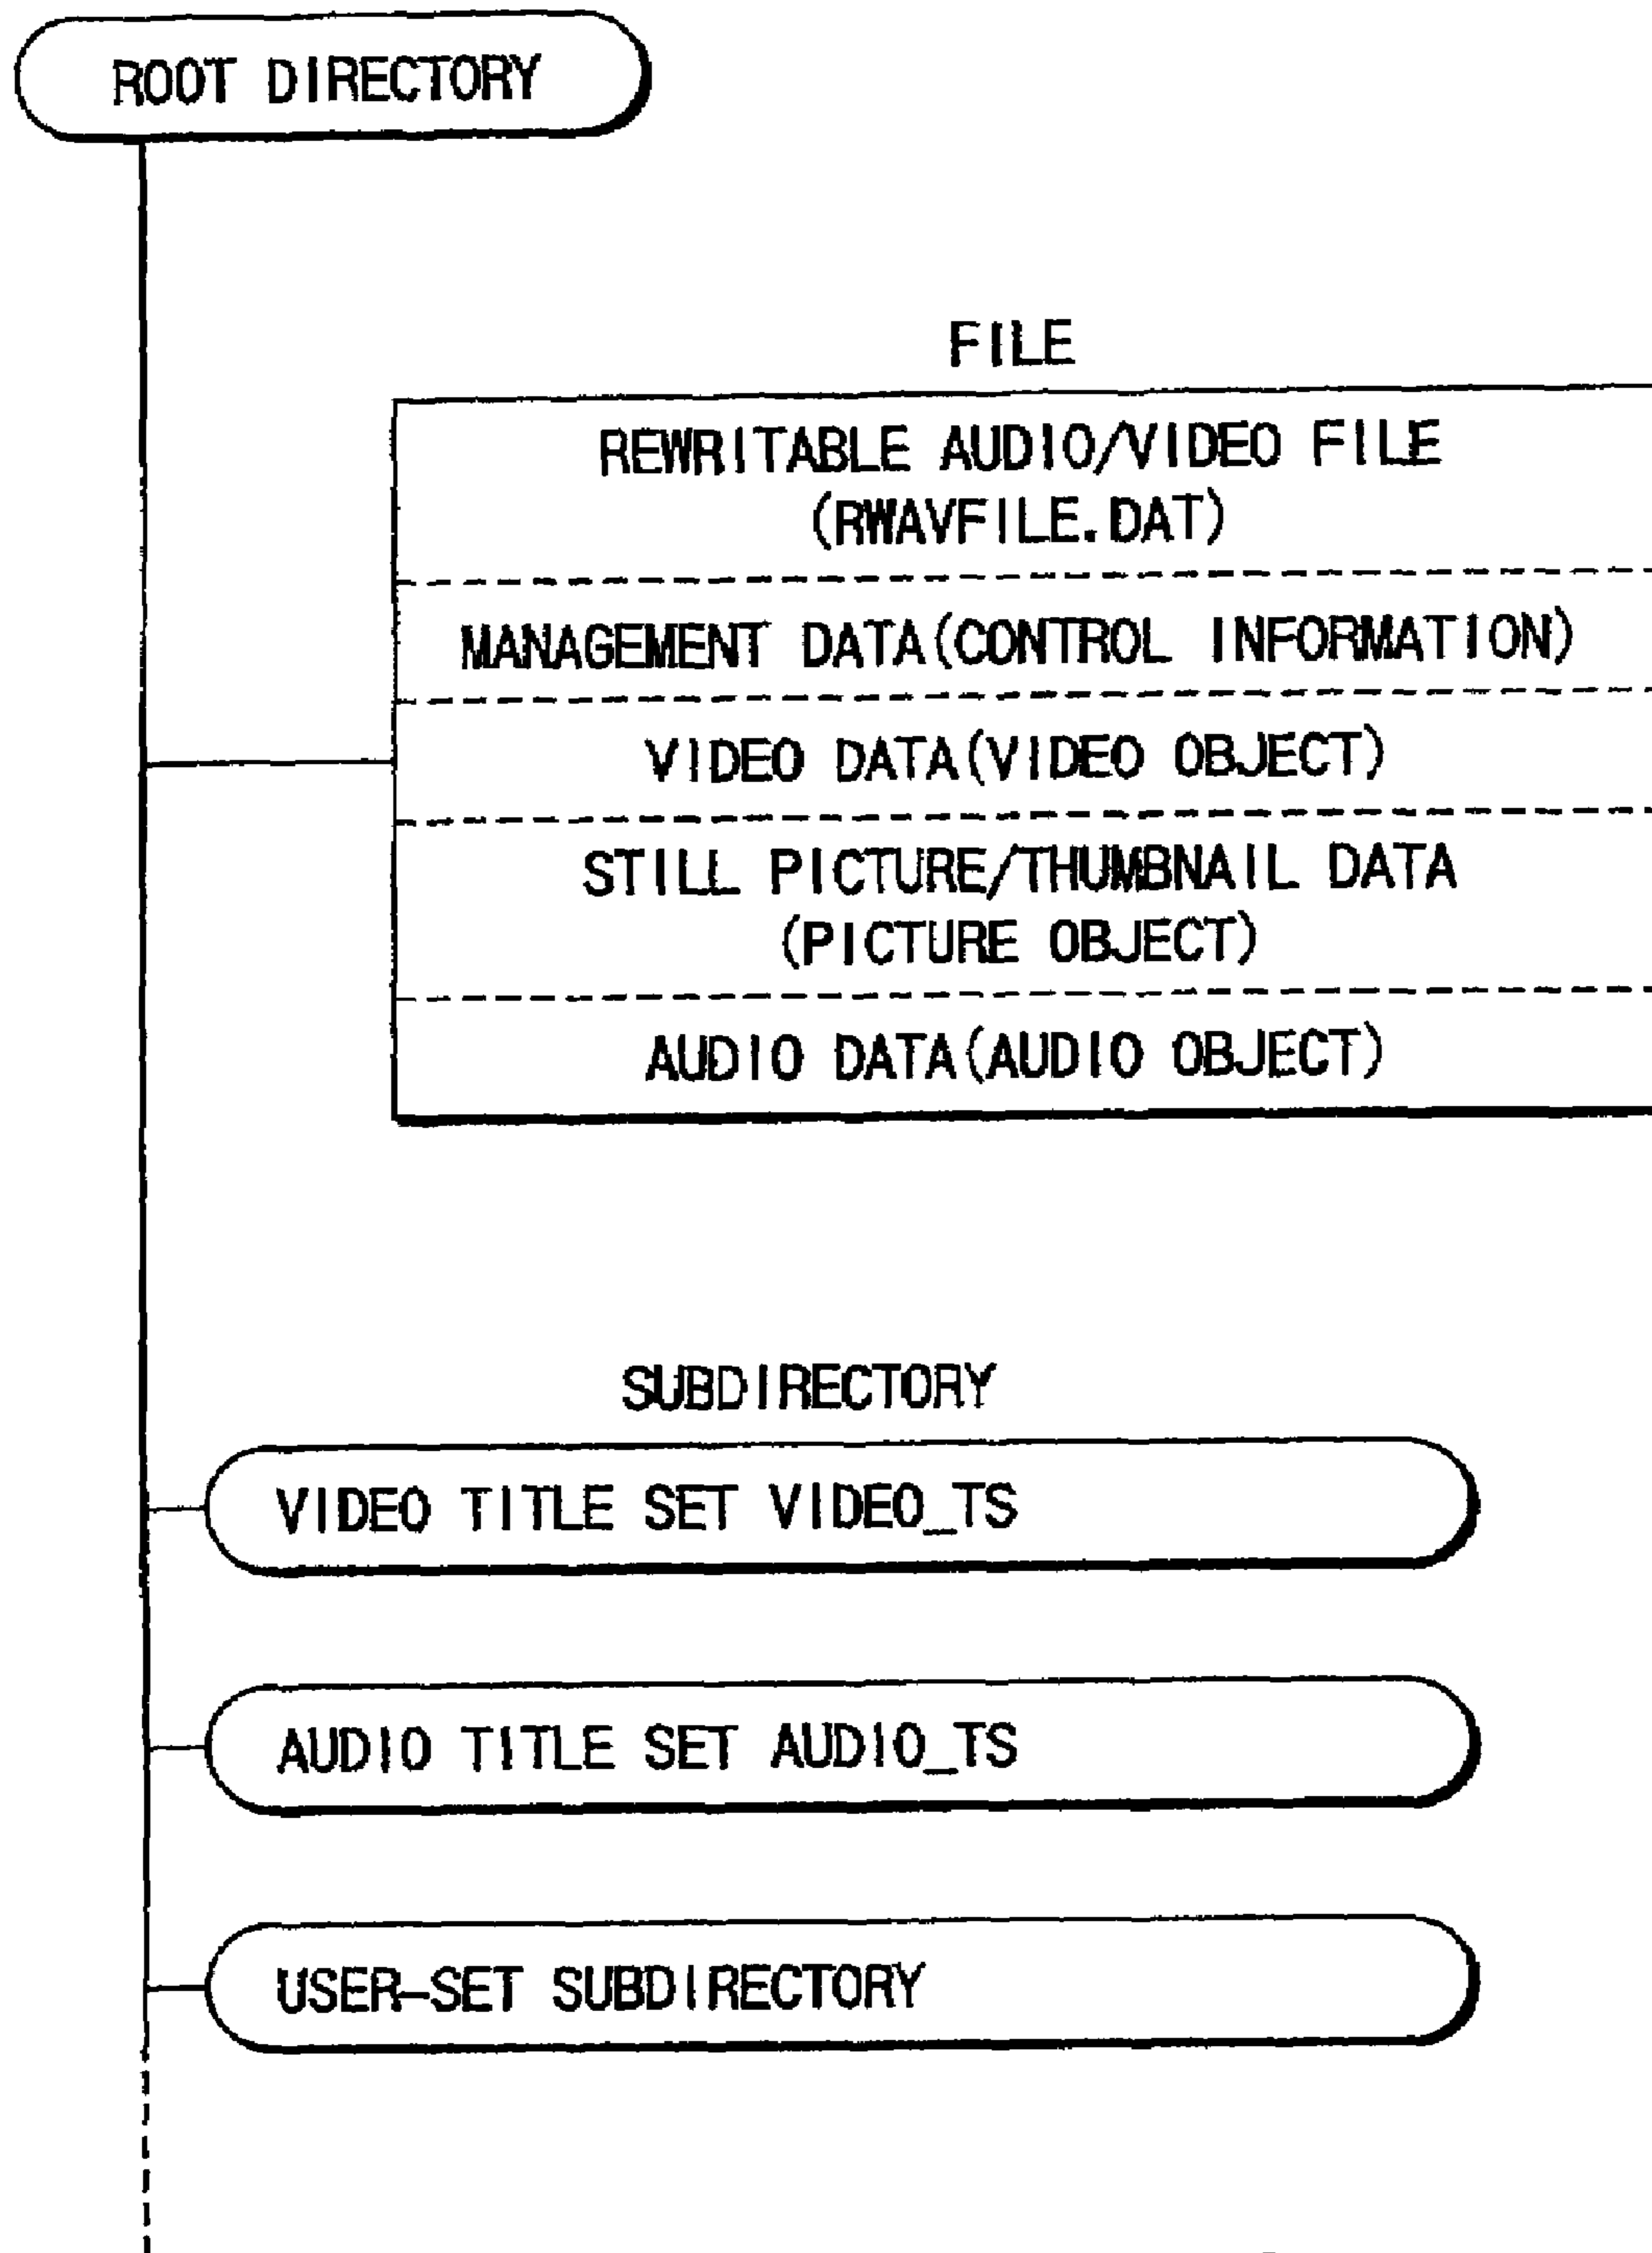 ROOT DIRECTORY
FILE
REWRITABLE AUDIO/VIDEO FILE
(RWAVFILE.DAT)
MANAGEMENT DATA(CONTROL INFORMATION)
VIDEO DATA(VIDEO OBJECT)
STILL PICTURE/THUMBNAIL DATA
(PICTURE OBJECT)
AUDIO DATA(AUDIO OBJECT)
SUBDIRECTORY
VIDEO TITLE SET VIDEO_TS
AUDIO TITLE SET AUDIO_TS
USER-SET SUBDIRECTORY